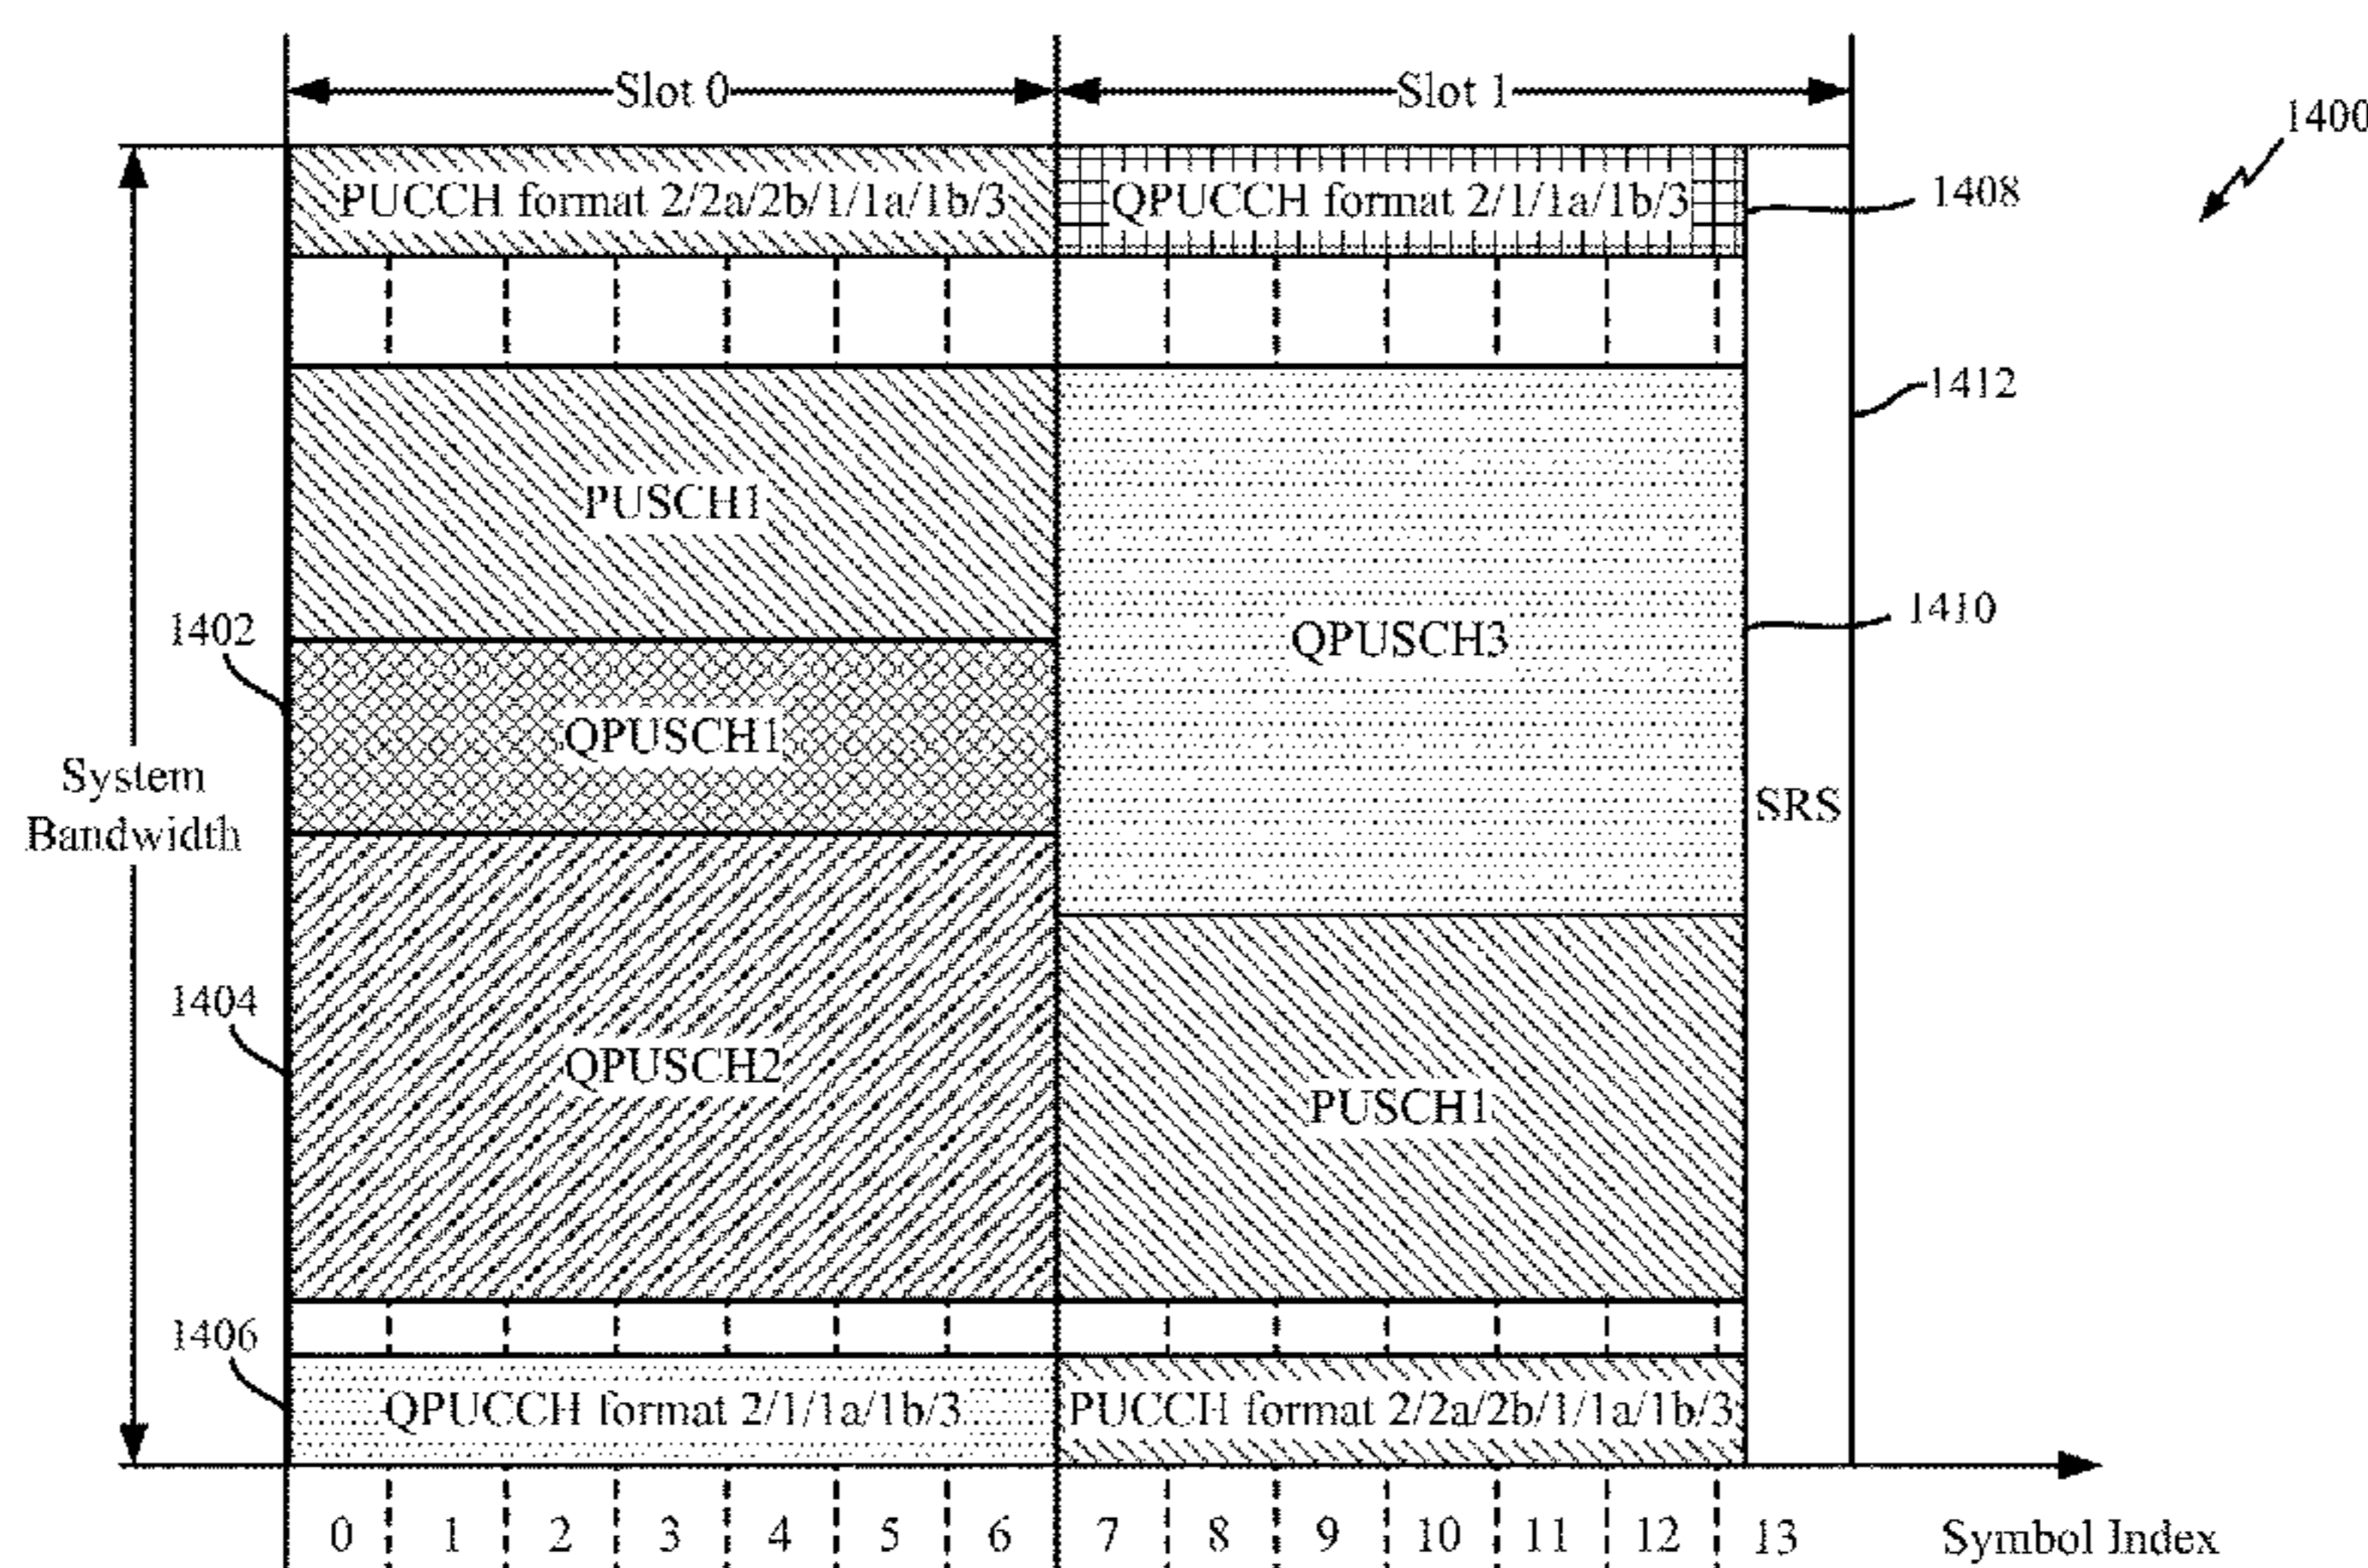 Slot 0
Slot 1
1400
PUCCH format 2/2a/2b/1/1a/1b/3
QPUCCH format 2/1/1a/1b/3
1408
1412
PUSCH1
1402
QPUSCH3
1410
QPUSCH1
System
Bandwidth
SRS
1404
QPUSCH2
PUSCH1
1406
QPUCCH format 2/1/1a/1b/3
PUCCH format 2/2a/2b/1/1a/1b/3
0 1 2 3 4 5 6 7 8 9 10 11 12 13 Symbol Index